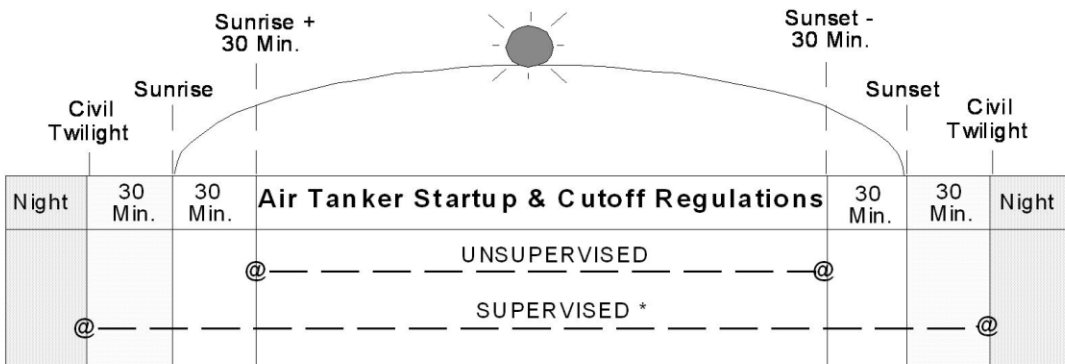 Sunrise +
30 Min.
Sunset -
30 Min.
Sunrise
Sunset
Civil
Twilight
Civil
Twilight
Night
30
Min.
30
Min.
Air Tanker Startup & Cutoff Regulations
30
Min.
30
Min.
Night
UNSUPERVISED
@ @
SUPERVISED *
@ @